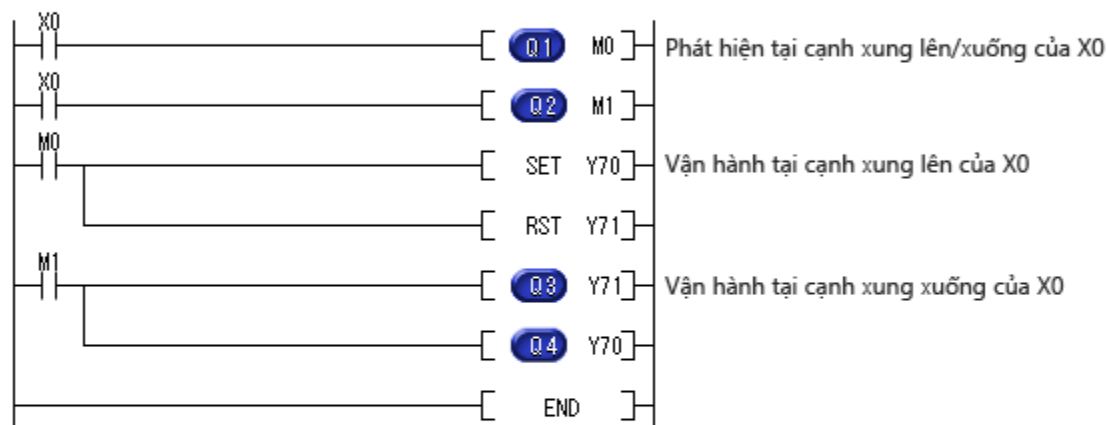 X0
Q1 M0 Phát hiện tại cạnh xung lên/xuống của X0
X0
Q2 M1
M0
SET Y70 Vận hành tại cạnh xung lên của X0
RST Y71
M1
Q3 Y71 Vận hành tại cạnh xung xuống của X0
Q4 Y70
END